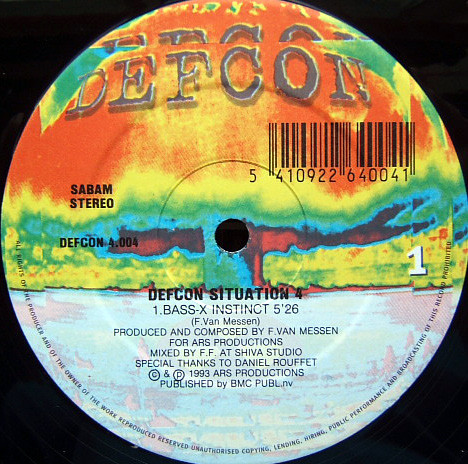 DEFCON
5 410922 640041
SABAM
STEREO
DEFCON 4.004
1
DEFCON SITUATION 4
1.BASS-X INSTINCT 5'26
(F.Van Messen)
PRODUCED AND COMPOSED BY F.VAN MESSEN
FOR ARS PRODUCTIONS
MIXED BY F.F. AT SHIVA STUDIO
SPECIAL THANKS TO DANIEL ROUFFET
© & ℗ 1993 ARS PRODUCTIONS
PUBLISHED by BMC PUBL.nv
ALL RIGHTS OF THE PRODUCER AND OF THE OWNER OF THE WORK REPRODUCED RESERVED UNAUTHORISED COPYING, LENDING, HIRING, PUBLIC PERFORMANCE AND BROADCASTING OF THIS RECORD PROHIBITED